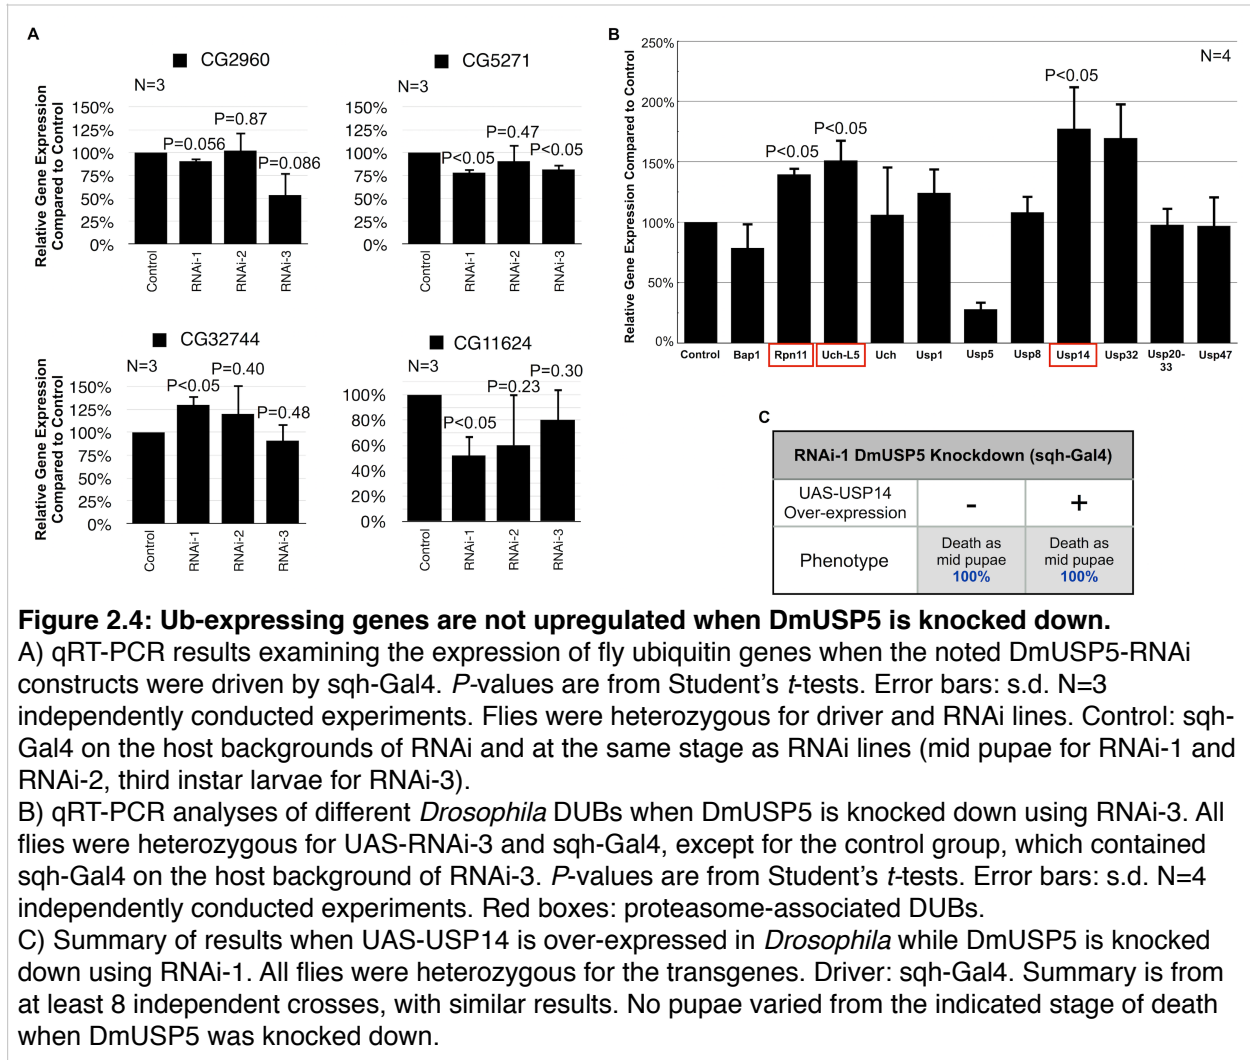 A
CG2960
N=3
Relative Gene Expression
Compared to Control
150%
125%
100%
75%
50%
25%
0%
P=0.056
P=0.87
P=0.086
Control
RNAi-1
RNAi-2
RNAi-3
CG5271
N=3
150%
125%
100%
75%
50%
25%
0%
P<0.05
P=0.47
P<0.05
Control
RNAi-1
RNAi-2
RNAi-3
CG32744
N=3
Relative Gene Expression
Compared to Control
150%
125%
100%
75%
50%
25%
0%
P<0.05
P=0.40
P=0.48
Control
RNAi-1
RNAi-2
RNAi-3
CG11624
N=3
100%
80%
60%
40%
20%
0%
P<0.05
P=0.23
P=0.30
Control
RNAi-1
RNAi-2
RNAi-3
B
N=4
Relative Gene Expression Compared to Control
250%
200%
150%
100%
50%
0%
P<0.05
P<0.05
P<0.05
Control
Bap1
Rpn11
Uch-L5
Uch
Usp1
Usp5
Usp8
Usp14
Usp32
Usp20-
33
Usp47
C
RNAi-1 DmUSP5 Knockdown (sqh-Gal4)
UAS-USP14
Over-expression
-
+
Phenotype
Death as
mid pupae
100%
Death as
mid pupae
100%
Figure 2.4: Ub-expressing genes are not upregulated when DmUSP5 is knocked down.
A) qRT-PCR results examining the expression of fly ubiquitin genes when the noted DmUSP5-RNAi
constructs were driven by sqh-Gal4. P-values are from Student's t-tests. Error bars: s.d. N=3
independently conducted experiments. Flies were heterozygous for driver and RNAi lines. Control: sqh-
Gal4 on the host backgrounds of RNAi and at the same stage as RNAi lines (mid pupae for RNAi-1 and
RNAi-2, third instar larvae for RNAi-3).
B) qRT-PCR analyses of different Drosophila DUBs when DmUSP5 is knocked down using RNAi-3. All
flies were heterozygous for UAS-RNAi-3 and sqh-Gal4, except for the control group, which contained
sqh-Gal4 on the host background of RNAi-3. P-values are from Student's t-tests. Error bars: s.d. N=4
independently conducted experiments. Red boxes: proteasome-associated DUBs.
C) Summary of results when UAS-USP14 is over-expressed in Drosophila while DmUSP5 is knocked
down using RNAi-1. All flies were heterozygous for the transgenes. Driver: sqh-Gal4. Summary is from
at least 8 independent crosses, with similar results. No pupae varied from the indicated stage of death
when DmUSP5 was knocked down.